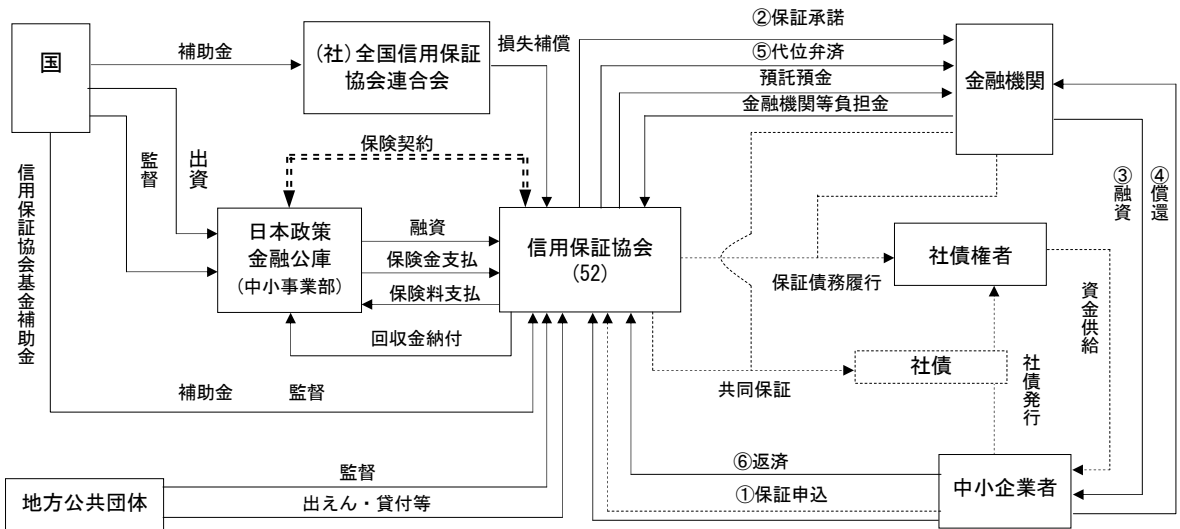 国
補助金
(社)全国信用保証
協会連合会
損失補償
②保証承諾
⑤代位弁済
預託預金
金融機関等負担金
金融機関
保険契約
監督
出資
信用保証協会基金補助金
日本政策
金融公庫
(中小事業部)
融資
保険金支払
保険料支払
回収金納付
信用保証協会
(52)
保証債務履行
社債権者
③融資
④償還
資金供給
社債
社債発行
共同保証
補助金
監督
地方公共団体
監督
出えん・貸付等
⑥返済
①保証申込
中小企業者